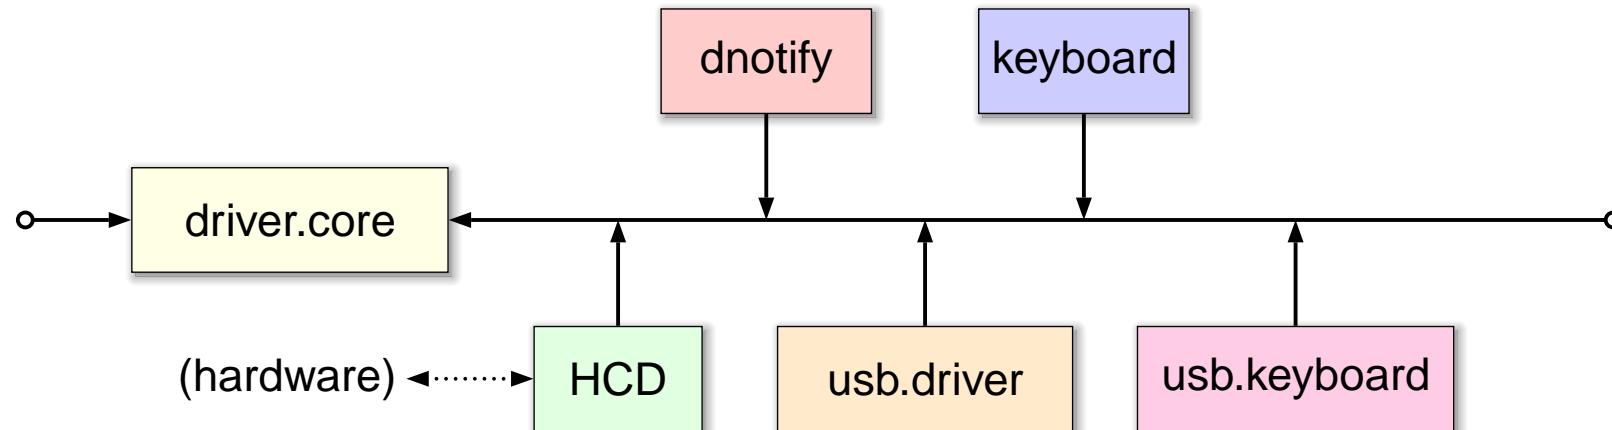 dnotify
keyboard
driver.core
(hardware)
HCD
usb.driver
usb.keyboard